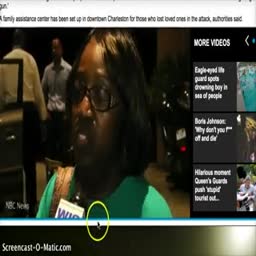 gun.'
A family assistance center has been set up in downtown Charleston for those who lost loved ones in the attack, authorities said.
MORE VIDEOS
Eagle-eyed life
guard spots
drowning boy in
sea of people
Boris Johnson:
'Why don't you f**
off and die'
Hilarious moment
Queen's Guards
push 'stupid'
tourist out...
NBC News
WIS
Screencast-O-Matic.com